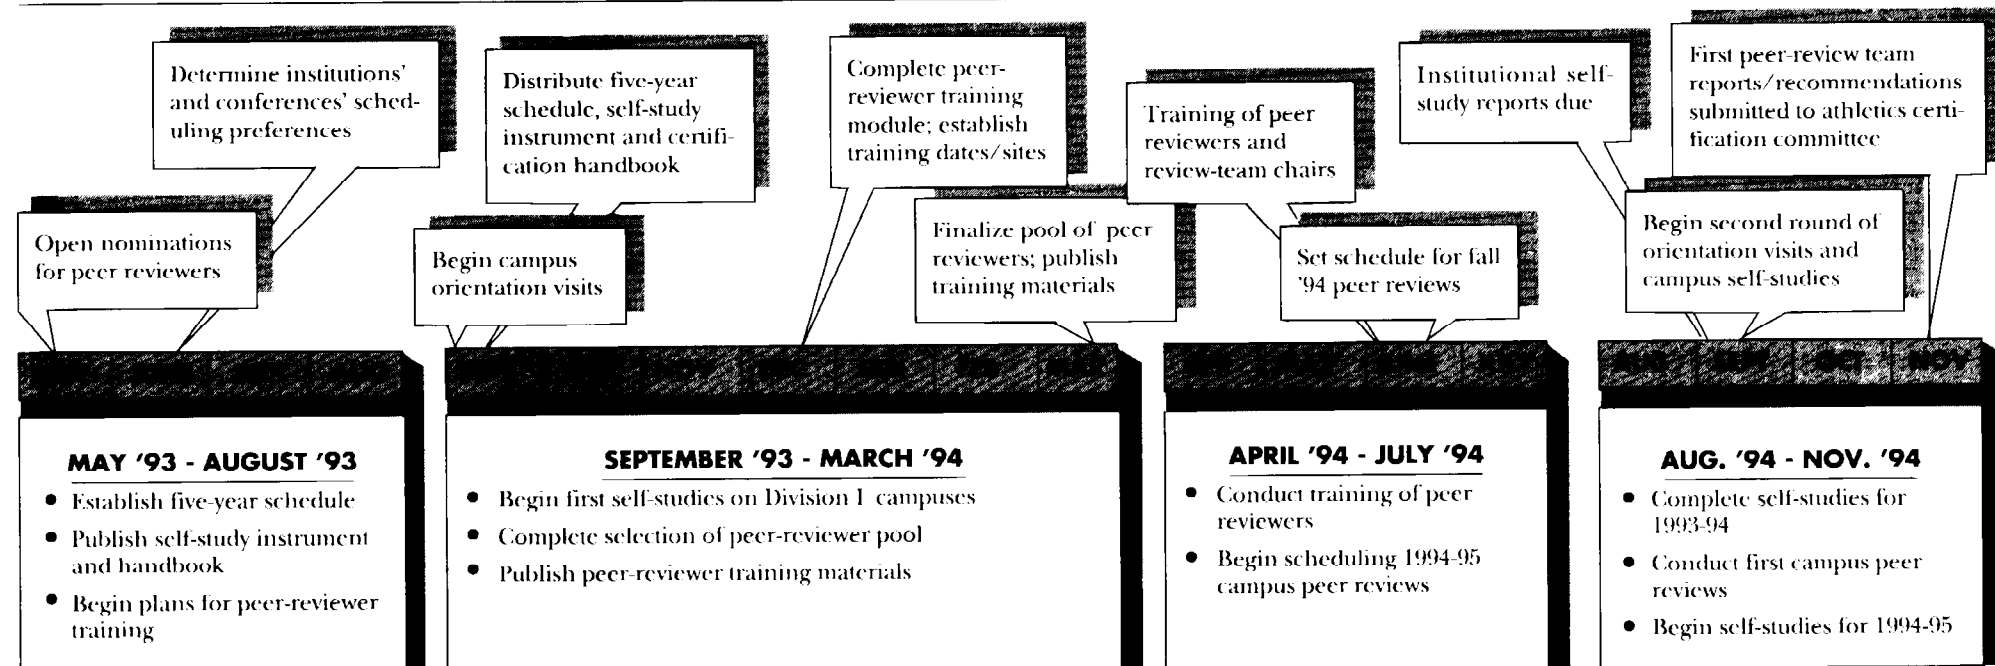 Determine institutions'
and conferences' sched-
uling preferences
Open nominations
for peer reviewers
Distribute five-year
schedule, self-study
instrument and certifi-
cation handbook
Begin campus
orientation visits
Complete peer-
reviewer training
module; establish
training dates/sites
Finalize pool of peer
reviewers; publish
training materials
Training of peer
reviewers and
review-team chairs
Set schedule for fall
'94 peer reviews
Institutional self-
study reports due
First peer-review team
reports/recommendations
submitted to athletics certi-
fication committee
Begin second round of
orientation visits and
campus self-studies
NOV
MAR
AUG
SEPT
OCT
NOV
MAY '93 - AUGUST '93
• Establish five-year schedule
• Publish self-study instrument
and handbook
• Begin plans for peer-reviewer
training
SEPTEMBER '93 - MARCH '94
• Begin first self-studies on Division I campuses
• Complete selection of peer-reviewer pool
• Publish peer-reviewer training materials
APRIL '94 - JULY '94
• Conduct training of peer
reviewers
• Begin scheduling 1994-95
campus peer reviews
AUG. '94 - NOV. '94
• Complete self-studies for
1993-94
• Conduct first campus peer
reviews
• Begin self-studies for 1994-95